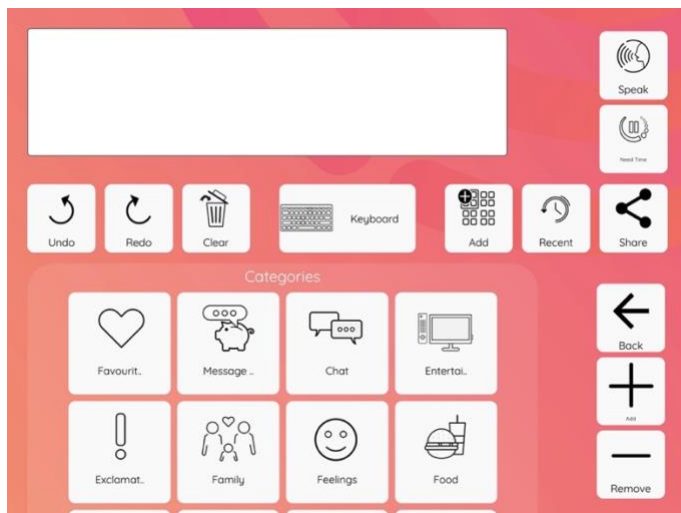 Speak
Need Time
Undo
Redo
Clear
Keyboard
Add
Recent
Share
Categories
Favourit..
Message ..
Chat
Entertai..
Back
Add
Exclamat..
Family
Feelings
Food
Remove